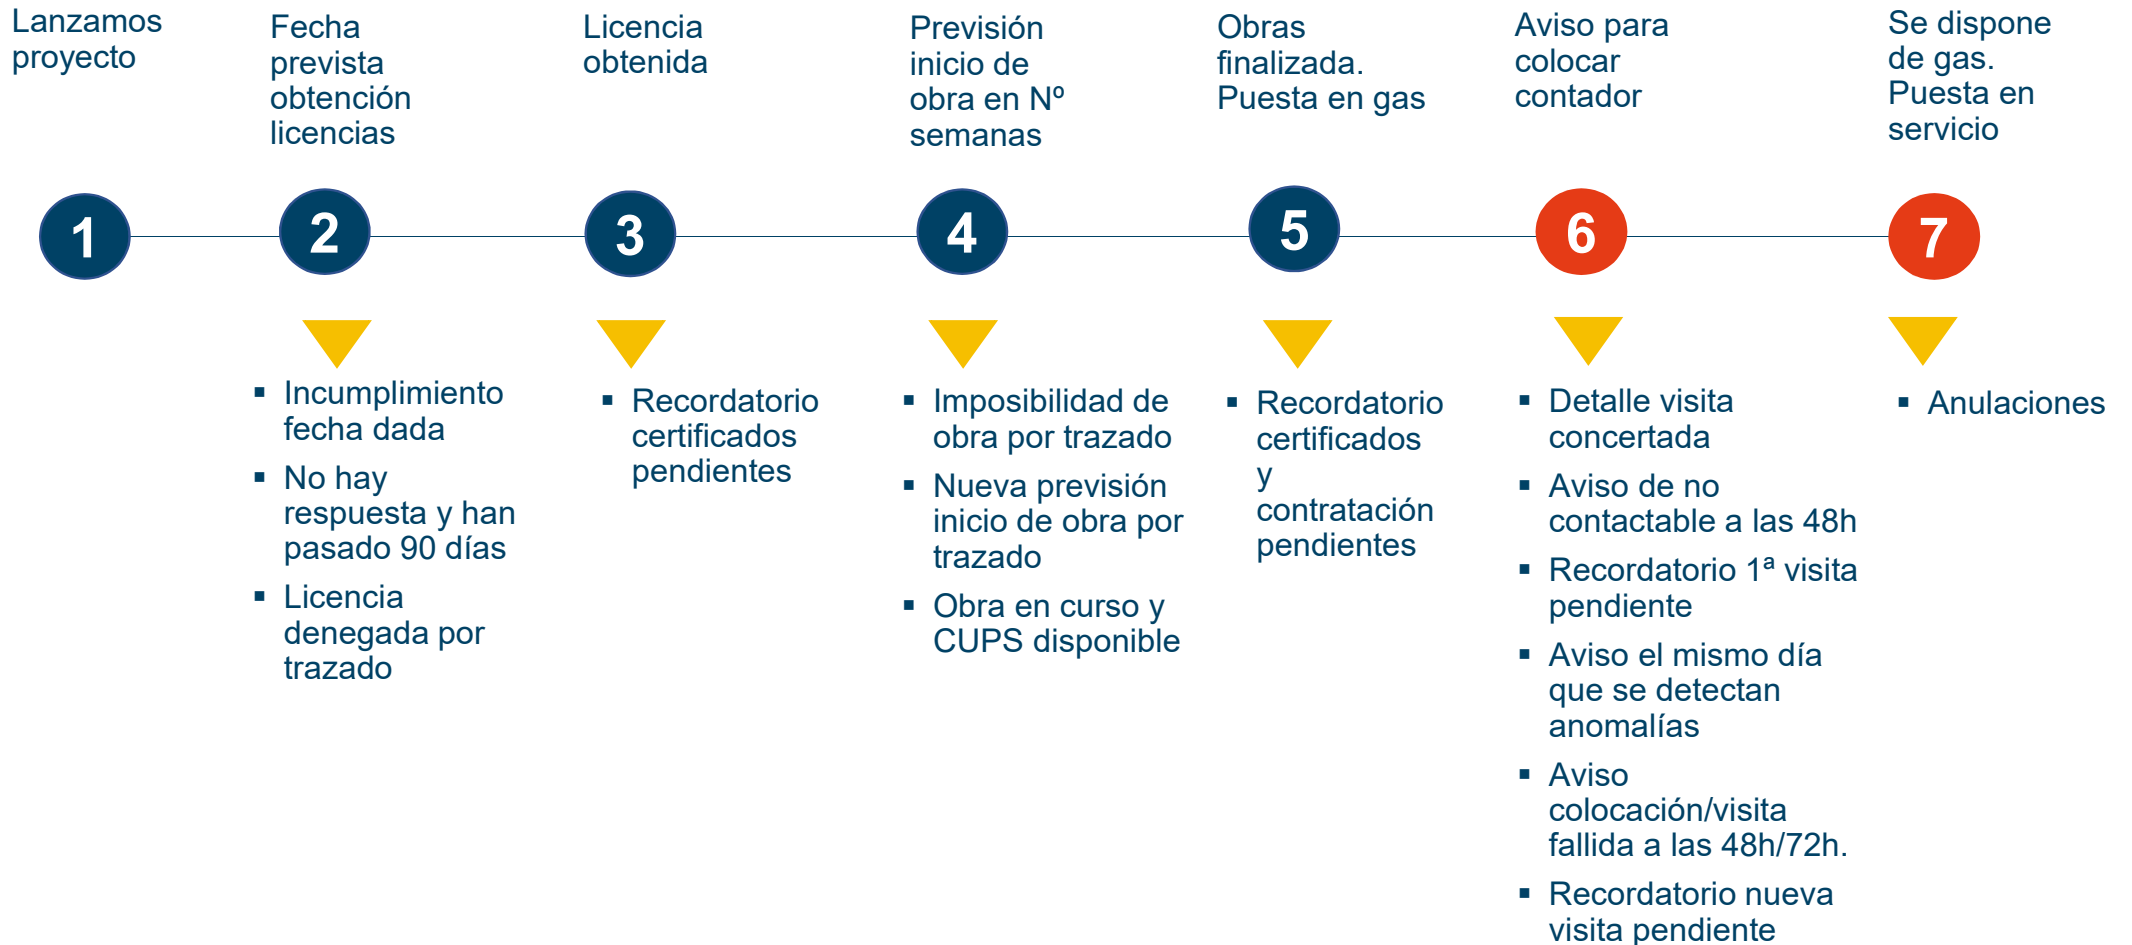 Lanzamos
proyecto
Fecha
prevista
obtención
licencias
Licencia
obtenida
Previsión
inicio de
obra en Nº
semanas
Obras
finalizada.
Puesta en gas
Aviso para
colocar
contador
Se dispone
de gas.
Puesta en
servicio
1
2
3
4
5
6
7
▪ Incumplimiento
fecha dada
▪ No hay
respuesta y han
pasado 90 días
▪ Licencia
denegada por
trazado
▪ Recordatorio
certificados
pendientes
▪ Imposibilidad de
obra por trazado
▪ Nueva previsión
inicio de obra por
trazado
▪ Obra en curso y
CUPS disponible
▪ Recordatorio
certificados
y
contratación
pendientes
▪ Detalle visita
concertada
▪ Aviso de no
contactable a las 48h
▪ Recordatorio 1ª visita
pendiente
▪ Aviso el mismo día
que se detectan
anomalías
▪ Aviso
colocación/visita
fallida a las 48h/72h.
▪ Recordatorio nueva
visita pendiente
▪ Anulaciones